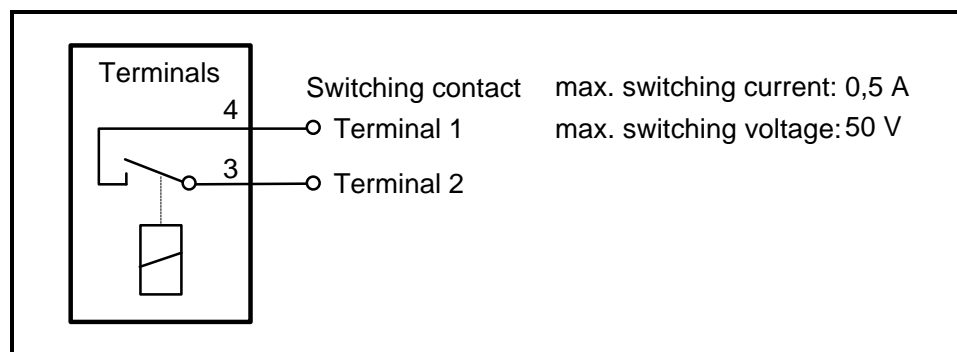 Terminals
Switching contact max. switching current: 0,5 A
4
Terminal 1 max. switching voltage: 50 V
3
Terminal 2